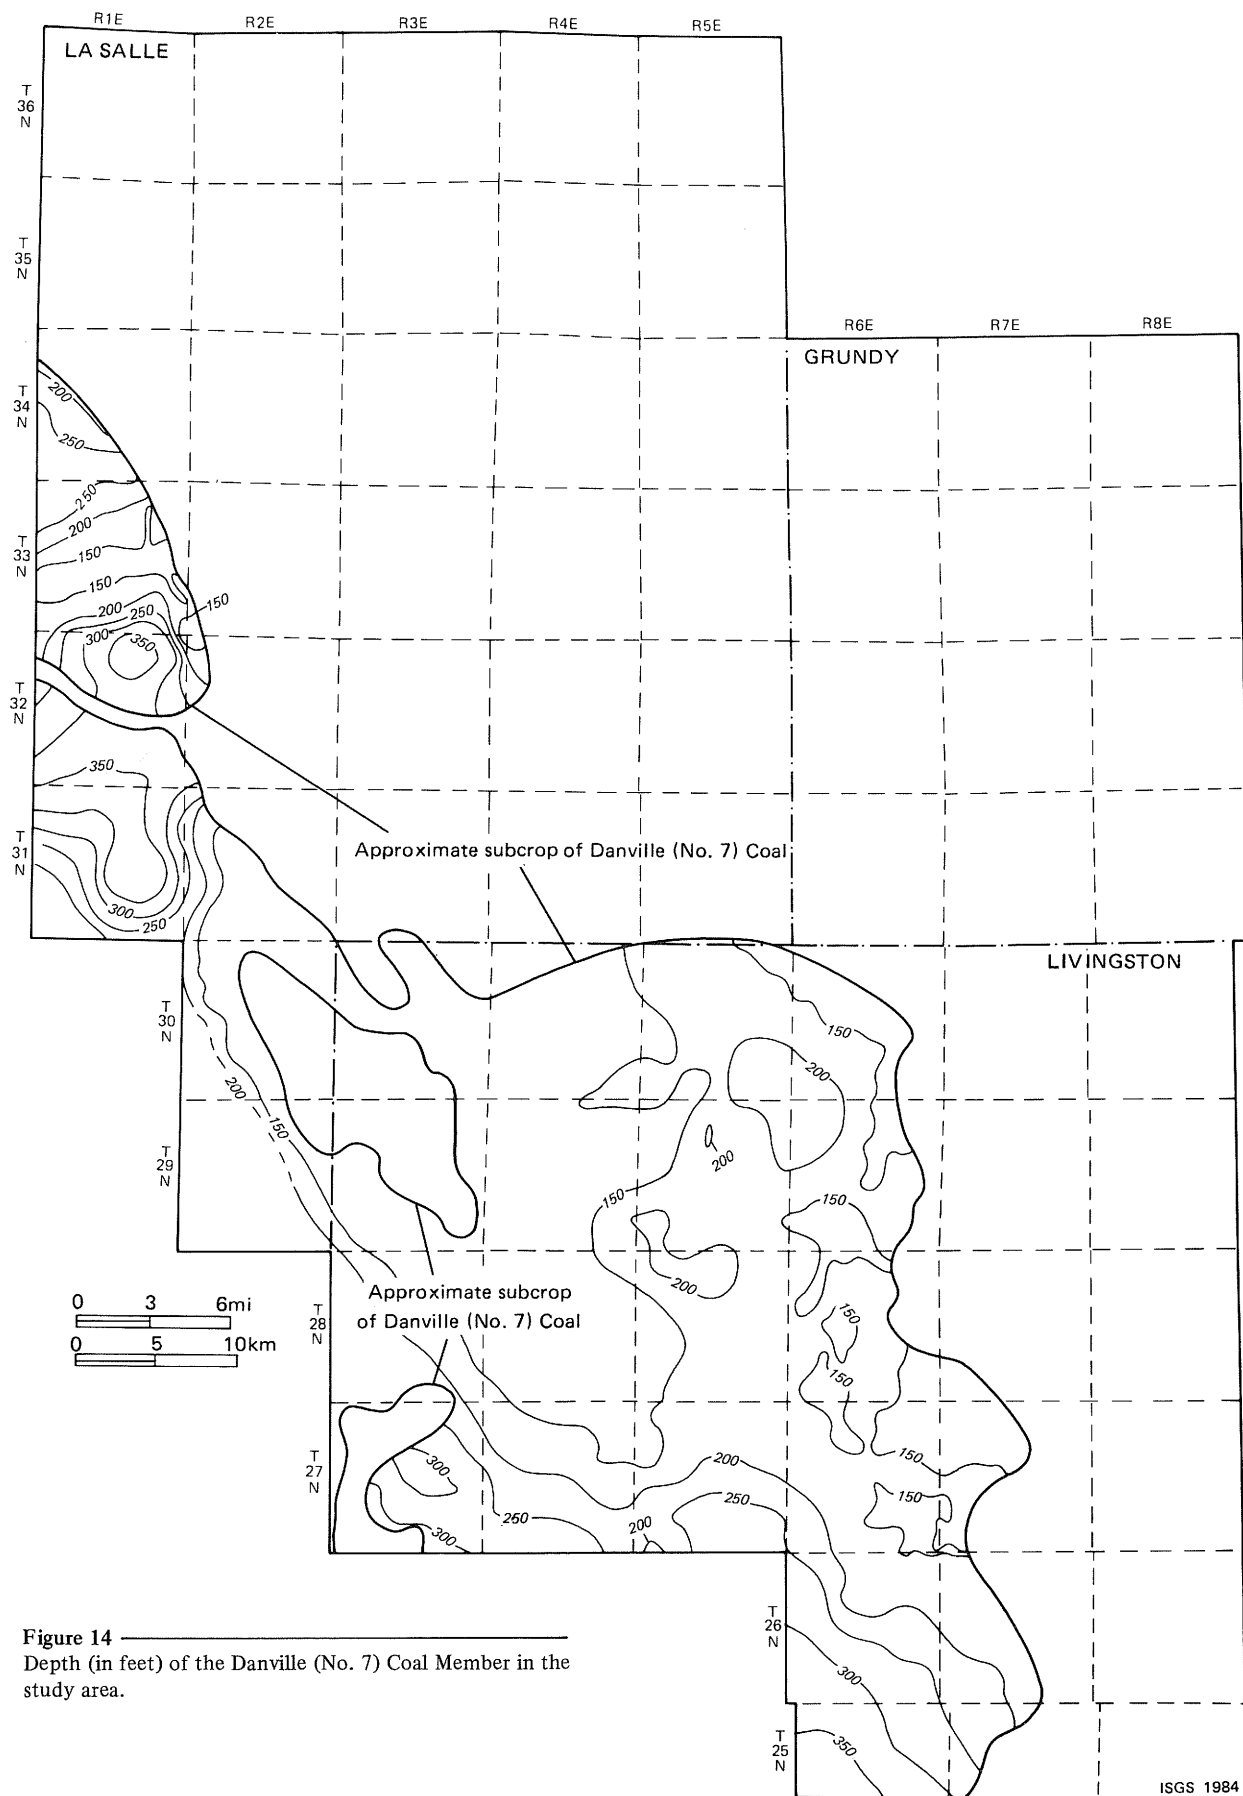 R1E
R2E
R3E
R4E
R5E
LA SALLE
T
36
N
T
35
N
R6E
R7E
R8E
GRUNDY
T
34
N
200
250
250
200
150
T
33
N
150
200
250
150
300
350
T
32
N
350
T
31
N
Approximate subcrop of Danville (No. 7) Coal
300
250
LIVINGSTON
T
30
N
150
200
200
150
T
29
N
200
150
150
200
0 3 6mi
0 5 10km
Approximate subcrop
of Danville (No. 7) Coal
T
28
N
150
150
T
27
N
300
200
150
250
150
250
200
300
T
26
N
300
T
25
N
350
Figure 14
Depth (in feet) of the Danville (No. 7) Coal Member in the
study area.
ISGS 1984